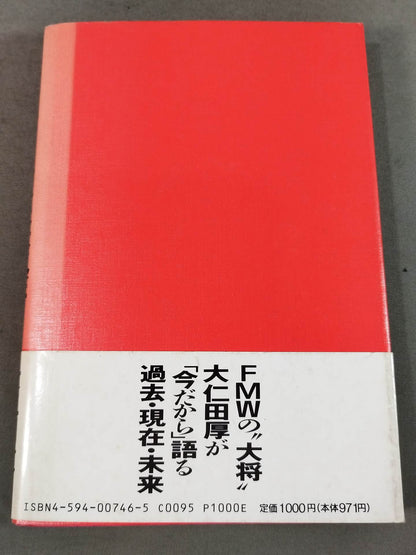 FMWの〝大将〟
大仁田厚が
「今だから」語る
過去・現在・未来
ISBN4-594-00746-5 C0095 P1000E 定価1000円(本体971円)